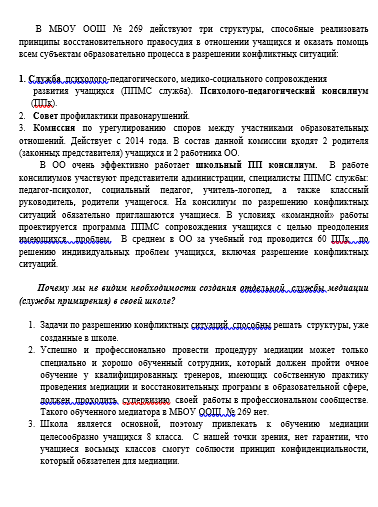 В МБОУ ООШ № 269 действуют три структуры, способные реализовать
принципы восстановительного правосудия в отношении учащихся и оказать помощь
всем субъектам образовательно процесса в разрешении конфликтный ситуаций:
1. Служба психолого-педагогического, медико-социального сопровождения
развития учащихся (ППМС служба). Психолого-педагогический консилиум
(ППк).
2. Совет профилактики правонарушений.
3. Комиссия по урегулированию споров между участниками образовательных
отношений. Действует с 2014 года. В состав данной комиссии входят 2 родителя
(законных представителя) учащихся и 2 работника ОО.
В ОО очень эффективно работает школьный ПП консилиум. В работе
консилиумов участвуют представители администрации, специалисты ППМС службы:
педагог-психолог, социальный педагог, учитель-логопед, а также классный
руководитель, родители учащегося. На консилиум по разрешению конфликтных
ситуаций обязательно приглашаются учащиеся. В условиях «командной» работы
проектируется программа ППМС сопровождения учащихся с целью преодоления
имеющихся проблем. В среднем в ОО за учебный год проводится 60 ППк по
решению индивидуальных проблем учащихся, включая разрешение конфликтных
ситуаций.
Почему мы не видим необходимости создания отдельной службы медиации
(службы примирения) в своей школе?
1. Задачи по разрешению конфликтный ситуаций способны решать структуры, уже
созданные в школе.
2. Успешно и профессионально провести процедуру медиации может только
специально и хорошо обученный сотрудник, который должен пройти очное
обучение у квалифицированных тренеров, имеющих собственную практику
проведения медиации и восстановительных программ в образовательной сфере,
должен проходить супервизию своей работы в профессиональном сообществе.
Такого обученного медиатора в МБОУ ООШ № 269 нет.
3. Школа является основной, поэтому привлекать к обучению медиации
целесообразно учащихся 8 класса. С нашей точки зрения, нет гарантии, что
учащиеся восьмых классов смогут соблюсти принцип конфиденциальности,
который обязателен для медиации.